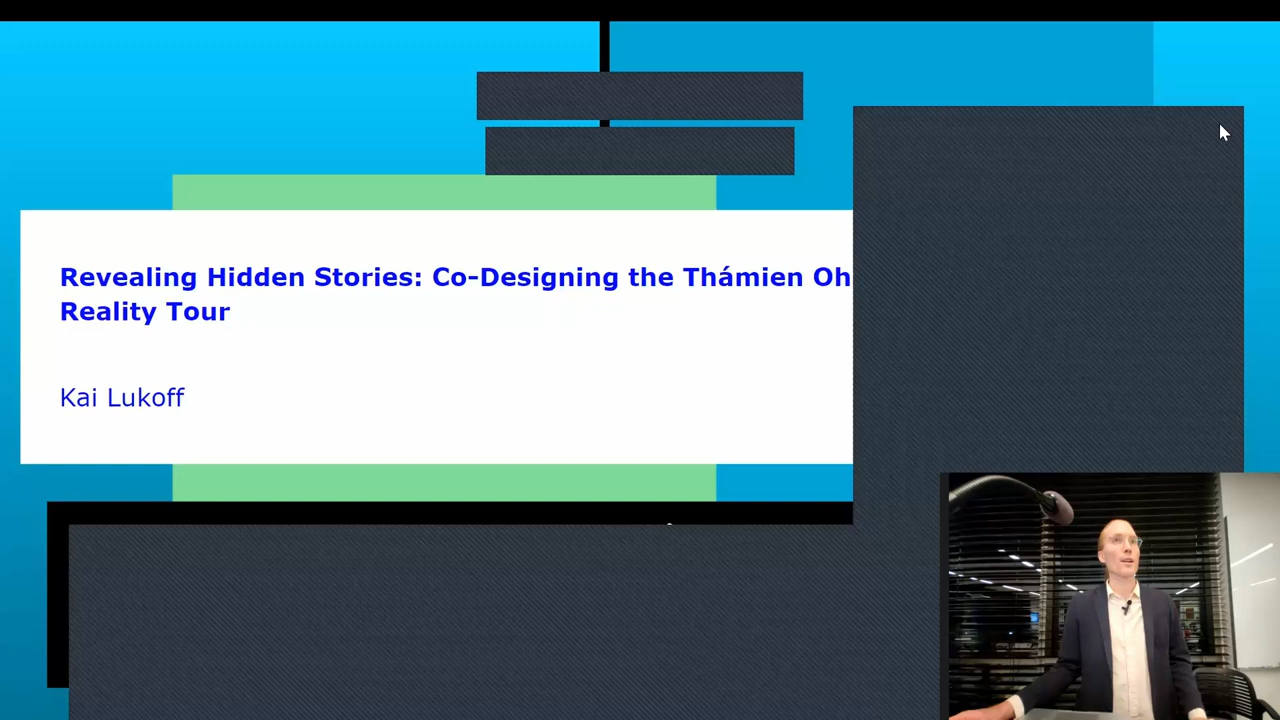 Revealing Hidden Stories: Co-Designing the Thámien Oh
Reality Tour
Kai Lukoff